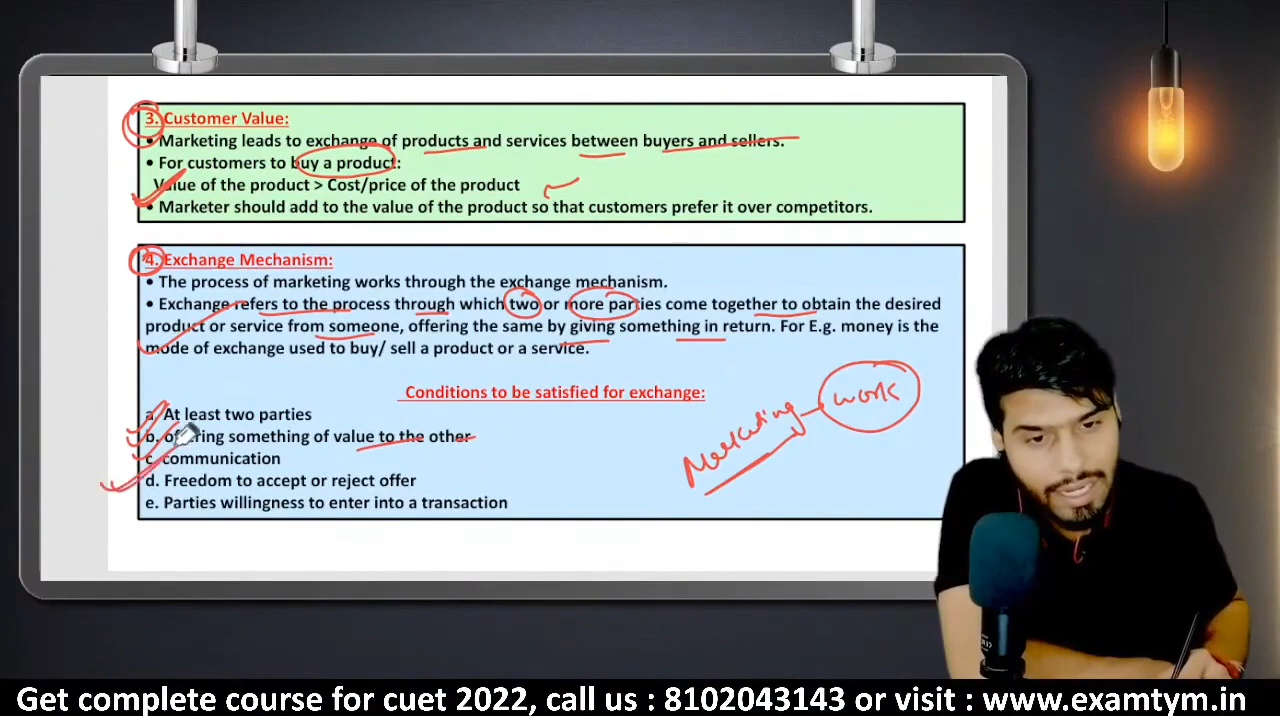 3. Customer Value:
• Marketing leads to exchange of products and services between buyers and sellers.
• For customers to buy a product:
Value of the product > Cost/price of the product
• Marketer should add to the value of the product so that customers prefer it over competitors.
4. Exchange Mechanism:
• The process of marketing works through the exchange mechanism.
• Exchange refers to the process through which two or more parties come together to obtain the desired
product or service from someone, offering the same by giving something in return. For E.g. money is the
mode of exchange used to buy/ sell a product or a service.
Conditions to be satisfied for exchange:
a. At least two parties
b. offering something of value to the other
c. communication
d. Freedom to accept or reject offer
e. Parties willingness to enter into a transaction
Marketing - work
Get complete course for cuet 2022, call us : 8102043143 or visit : www.examtym.in